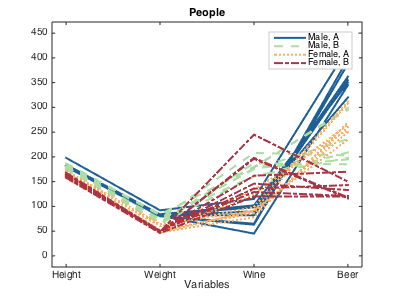 People
450
400
350
300
250
200
150
100
50
0
Male, A
Male, B
Female, A
Female, B
Height
Weight
Wine
Beer
Variables